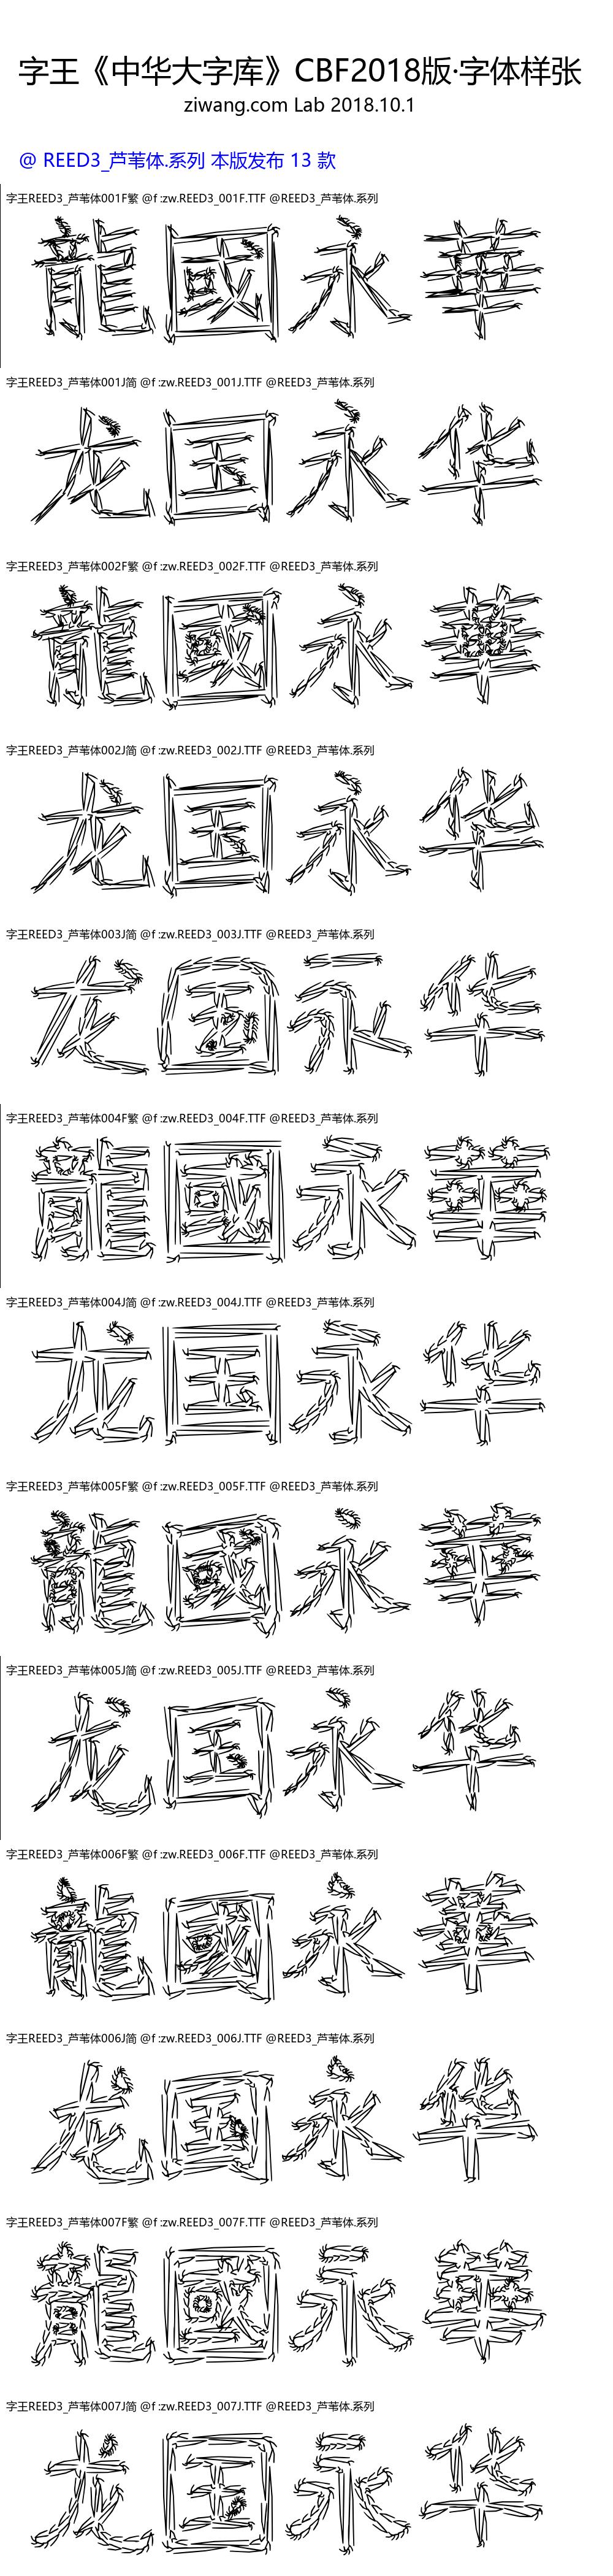 字王《中华大字库》CBF2018版·字体样张
ziwang.com Lab 2018.10.1
@ REED3_芦苇体.系列 本版发布 13 款
字王REED3_芦苇体001F繁 @f :zw.REED3_001F.TTF @REED3_芦苇体.系列
龍國永華
字王REED3_芦苇体001J简 @f :zw.REED3_001J.TTF @REED3_芦苇体.系列
龙国永华
字王REED3_芦苇体002F繁 @f :zw.REED3_002F.TTF @REED3_芦苇体.系列
龍國永華
字王REED3_芦苇体002J简 @f :zw.REED3_002J.TTF @REED3_芦苇体.系列
龙国永华
字王REED3_芦苇体003J简 @f :zw.REED3_003J.TTF @REED3_芦苇体.系列
龙国永华
字王REED3_芦苇体004F繁 @f :zw.REED3_004F.TTF @REED3_芦苇体.系列
龍國永華
字王REED3_芦苇体004J简 @f :zw.REED3_004J.TTF @REED3_芦苇体.系列
龙国永华
字王REED3_芦苇体005F繁 @f :zw.REED3_005F.TTF @REED3_芦苇体.系列
龍國永華
字王REED3_芦苇体005J简 @f :zw.REED3_005J.TTF @REED3_芦苇体.系列
龙国永华
字王REED3_芦苇体006F繁 @f :zw.REED3_006F.TTF @REED3_芦苇体.系列
龍國永華
字王REED3_芦苇体006J简 @f :zw.REED3_006J.TTF @REED3_芦苇体.系列
龙国永华
字王REED3_芦苇体007F繁 @f :zw.REED3_007F.TTF @REED3_芦苇体.系列
龍國永華
字王REED3_芦苇体007J简 @f :zw.REED3_007J.TTF @REED3_芦苇体.系列
龙国永华